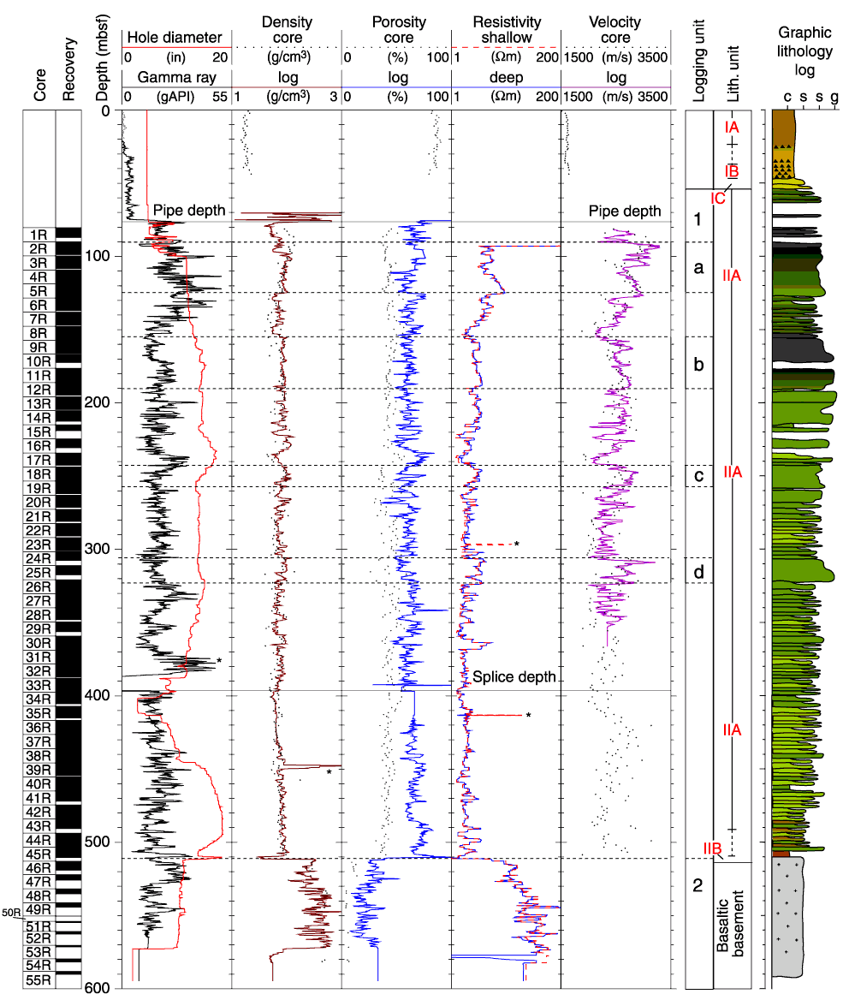 Core
Recovery
Depth (mbsf)
Hole diameter
0 (in) 20
Gamma ray
0 (gAPI) 55
Density
core
(g/cm³)
log
1 (g/cm³) 3
Porosity
core
0 (%) 100
log
0 (%) 100
Resistivity
shallow
1 (Ωm) 200
deep
1 (Ωm) 200
Velocity
core
1500 (m/s) 3500
log
1500 (m/s) 3500
Logging unit
Lith. unit
Graphic
lithology
log
c s s g
0
100
200
300
400
500
600
1R
2R
3R
4R
5R
6R
7R
8R
9R
10R
11R
12R
13R
14R
15R
16R
17R
18R
19R
20R
21R
22R
23R
24R
25R
26R
27R
28R
29R
30R
31R
32R
33R
34R
35R
36R
37R
38R
39R
40R
41R
42R
43R
44R
45R
46R
47R
48R
49R
50R
51R
52R
53R
54R
55R
Pipe depth
Pipe depth
*
*
*
Splice depth
*
1
a
b
c
d
2
IA
IB
IC
IIA
IIA
IIA
IIB
Basaltic
basement